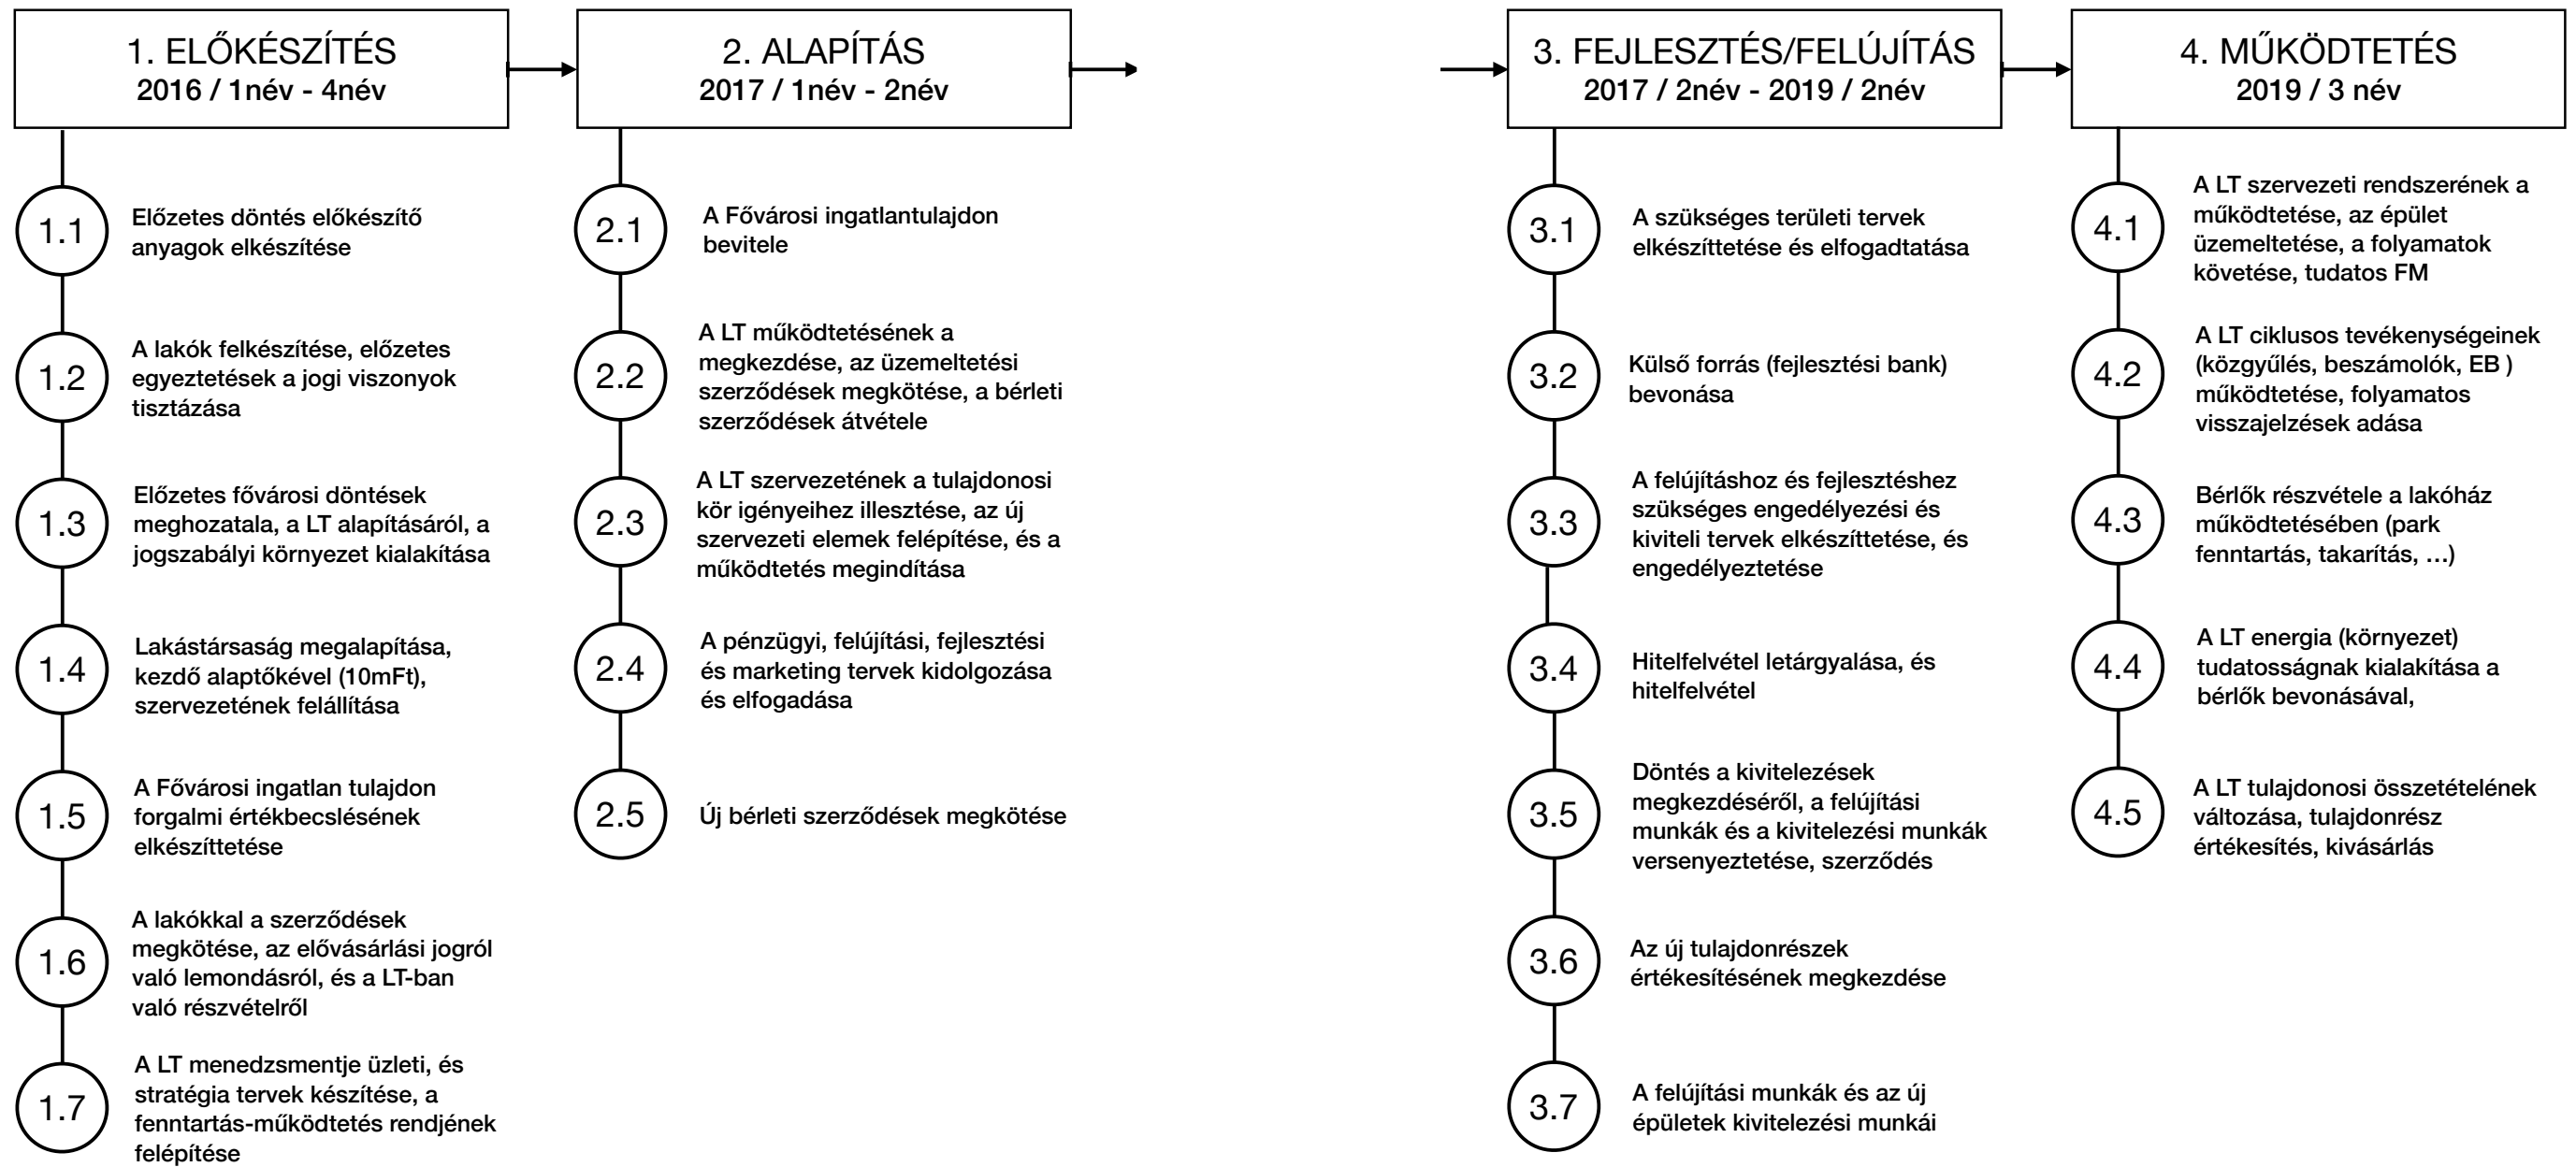 1. ELŐKÉSZÍTÉS
2016 / 1név - 4név
1.1
Előzetes döntés előkészítő
anyagok elkészítése
1.2
A lakók felkészítése, előzetes
egyeztetések a jogi viszonyok
tisztázása
1.3
Előzetes fővárosi döntések
meghozatala, a LT alapításáról, a
jogszabályi környezet kialakítása
1.4
Lakástársaság megalapítása,
kezdő alaptőkével (10mFt),
szervezetének felállítása
1.5
A Fővárosi ingatlan tulajdon
forgalmi értékbecslésének
elkészíttetése
1.6
A lakókkal a szerződések
megkötése, az elővásárlási jogról
való lemondásról, és a LT-ban
való részvételről
1.7
A LT menedzsmentje üzleti, és
stratégia tervek készítése, a
fenntartás-működtetés rendjének
felépítése
2. ALAPÍTÁS
2017 / 1név - 2név
2.1
A Fővárosi ingatlantulajdon
bevitele
2.2
A LT működtetésének a
megkezdése, az üzemeltetési
szerződések megkötése, a bérleti
szerződések átvétele
2.3
A LT szervezetének a tulajdonosi
kör igényeihez illesztése, az új
szervezeti elemek felépítése, és a
működtetés megindítása
2.4
A pénzügyi, felújítási, fejlesztési
és marketing tervek kidolgozása
és elfogadása
2.5
Új bérleti szerződések megkötése
3. FEJLESZTÉS/FELÚJÍTÁS
2017 / 2név - 2019 / 2név
3.1
A szükséges területi tervek
elkészíttetése és elfogadtatása
3.2
Külső forrás (fejlesztési bank)
bevonása
3.3
A felújításhoz és fejlesztéshez
szükséges engedélyezési és
kiviteli tervek elkészíttetése, és
engedélyeztetése
3.4
Hitelfelvétel letárgyalása, és
hitelfelvétel
3.5
Döntés a kivitelezések
megkezdéséről, a felújítási
munkák és a kivitelezési munkák
versenyeztetése, szerződés
3.6
Az új tulajdonrészek
értékesítésének megkezdése
3.7
A felújítási munkák és az új
épületek kivitelezési munkái
4. MŰKÖDTETÉS
2019 / 3 név
4.1
A LT szervezeti rendszerének a
működtetése, az épület
üzemeltetése, a folyamatok
követése, tudatos FM
4.2
A LT ciklusos tevékenységeinek
(közgyűlés, beszámolók, EB )
működtetése, folyamatos
visszajelzések adása
4.3
Bérlők részvétele a lakóház
működtetésében (park
fenntartás, takarítás, …)
4.4
A LT energia (környezet)
tudatosságnak kialakítása a
bérlők bevonásával,
4.5
A LT tulajdonosi összetételének
változása, tulajdonrész
értékesítés, kivásárlás